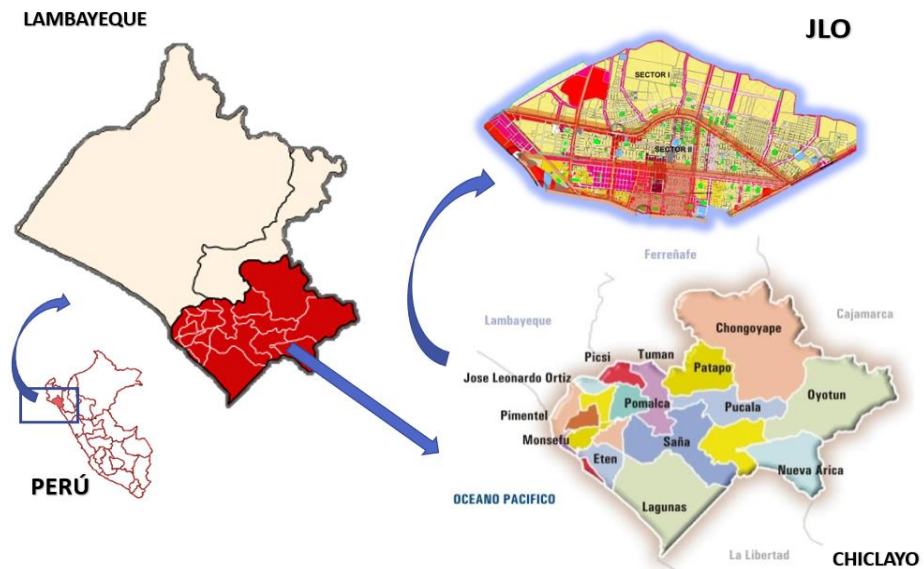 LAMBAYEQUE
JLO
SECTOR I
SECTOR II
Ferreñafe
Lambayeque
Cajamarca
Chongoyape
Picsi
Tuman
Patapo
Jose Leonardo Ortiz
Oyotun
Pomalca
Pucala
Pimentel
Monsefu
Saña
Eten
Nueva Arica
PERÚ
OCEANO PACIFICO
Lagunas
La Libertad
CHICLAYO